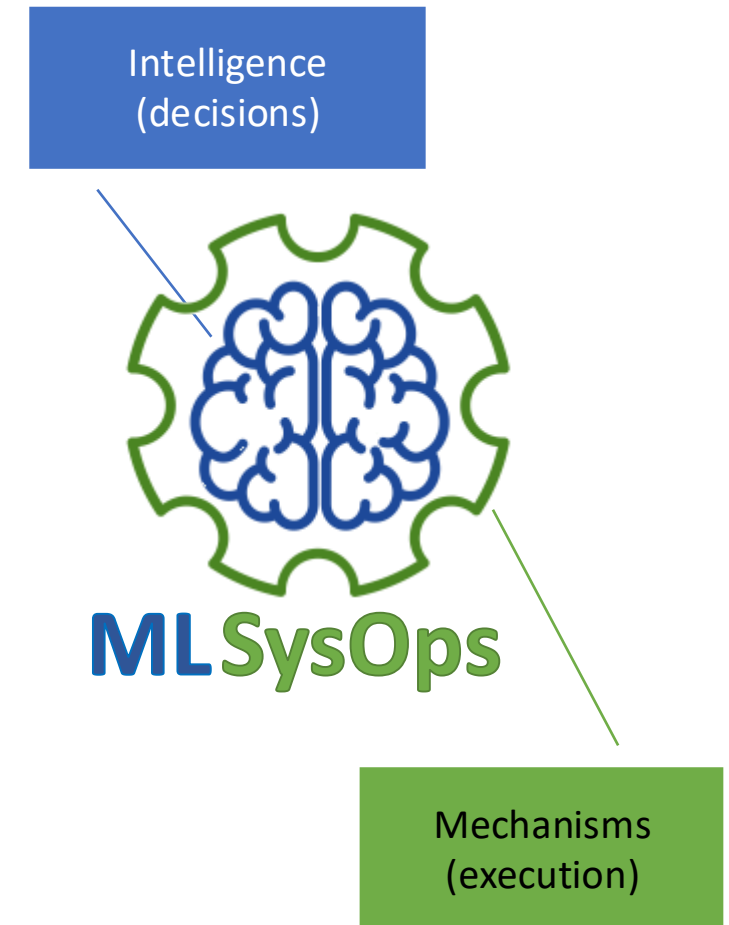 Intelligence
(decisions)
MLSysOps
Mechanisms
(execution)